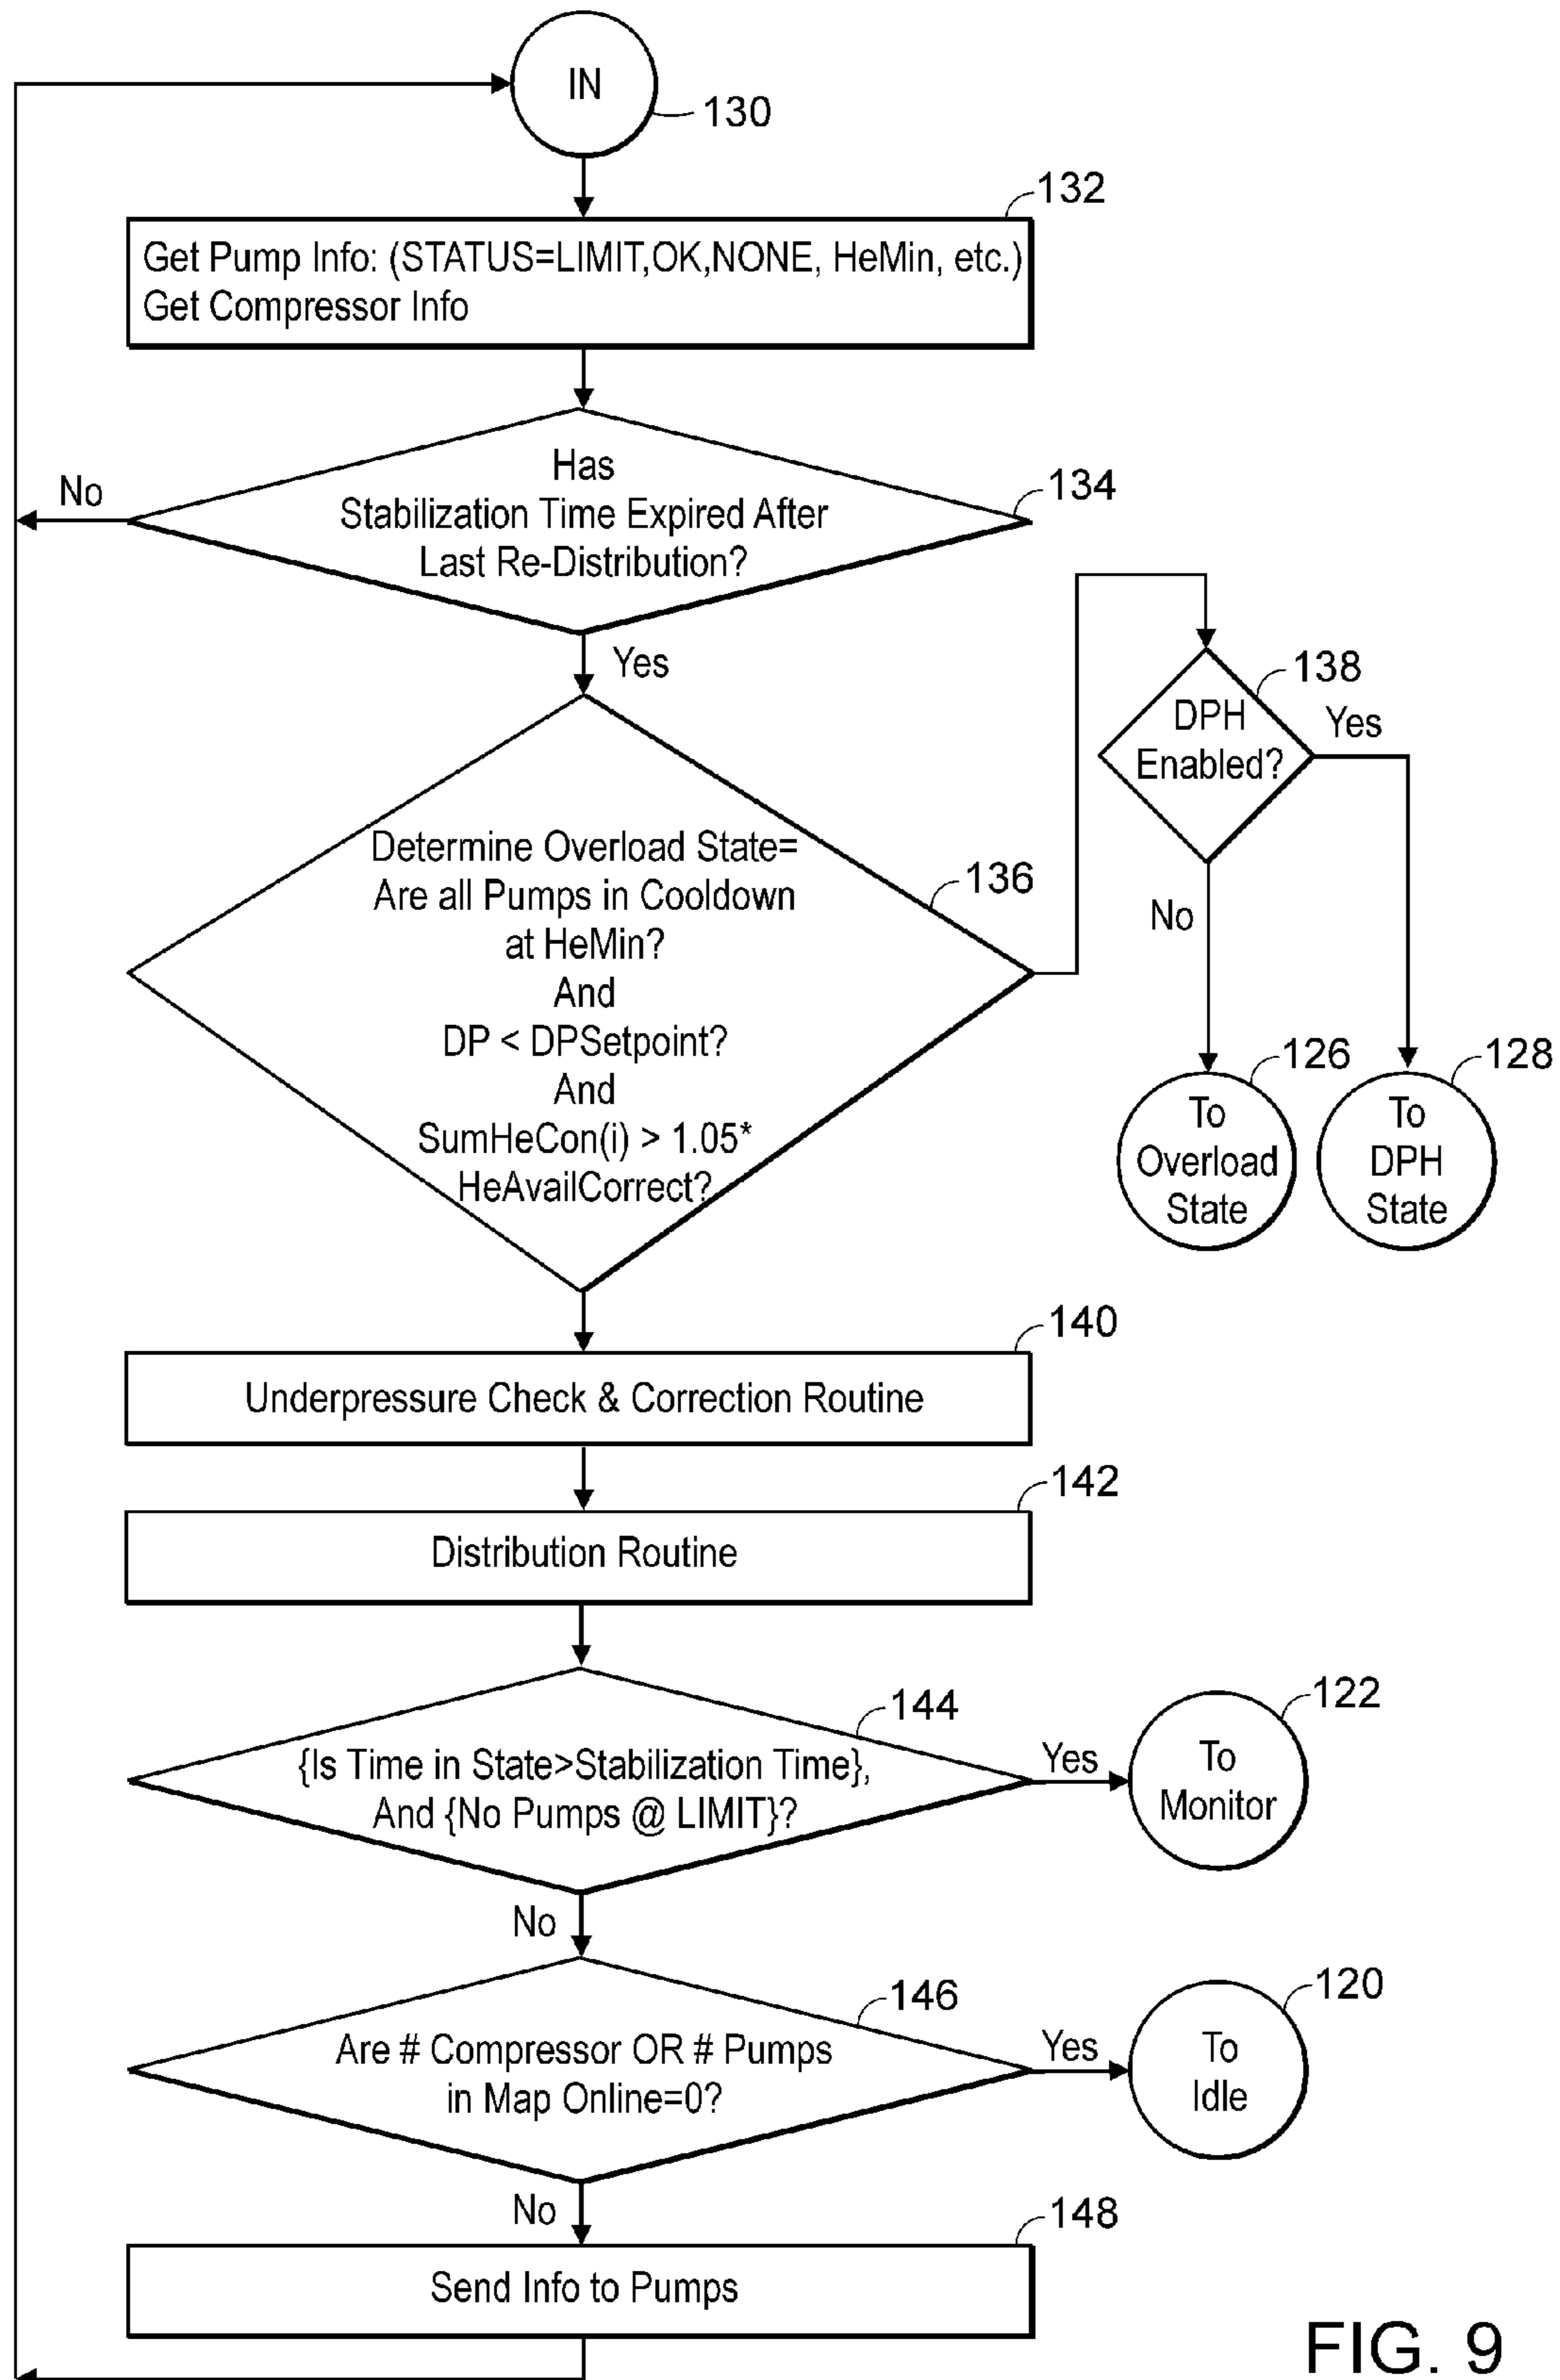 IN
130
132
Get Pump Info: (STATUS=LIMIT,OK,NONE, HeMin, etc.)
Get Compressor Info
Has
Stabilization Time Expired After
Last Re-Distribution?
134
No
Yes
138
DPH
Enabled?
Yes
No
Determine Overload State=
Are all Pumps in Cooldown
at HeMin?
And
DP < DPSetpoint?
And
SumHeCon(i) > 1.05*
HeAvailCorrect?
136
126
To
Overload
State
128
To
DPH
State
140
Underpressure Check & Correction Routine
142
Distribution Routine
144
{Is Time in State>Stabilization Time},
And {No Pumps @ LIMIT}?
Yes
122
To
Monitor
No
146
Are # Compressor OR # Pumps
in Map Online=0?
Yes
120
To
Idle
No
148
Send Info to Pumps
FIG. 9